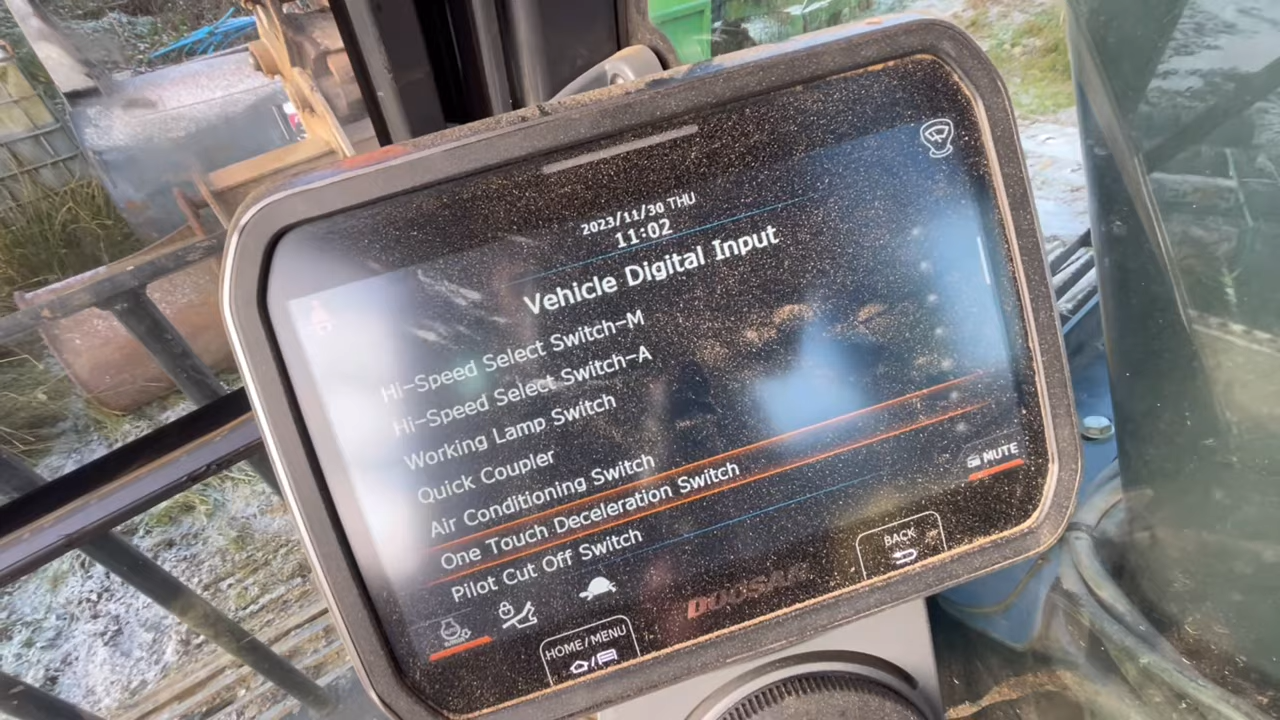 2023/11/30 THU
11:02
Vehicle Digital Input
Hi-Speed Select Switch-M
Hi-Speed Select Switch-A
Working Lamp Switch
Quick Coupler
Air Conditioning Switch
One Touch Deceleration Switch
Pilot Cut Off Switch
MUTE
BACK
HOME/MENU
DOOSAN